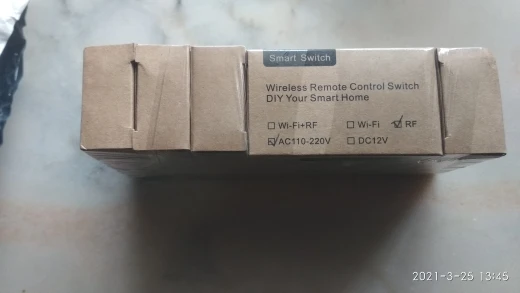 Smart Switch
Wireless Remote Control Switch
DIY Your Smart Home
☐ Wi-Fi+RF ☐ Wi-Fi ☑ RF
☑ AC110-220V ☐ DC12V
2021-3-25 13:45